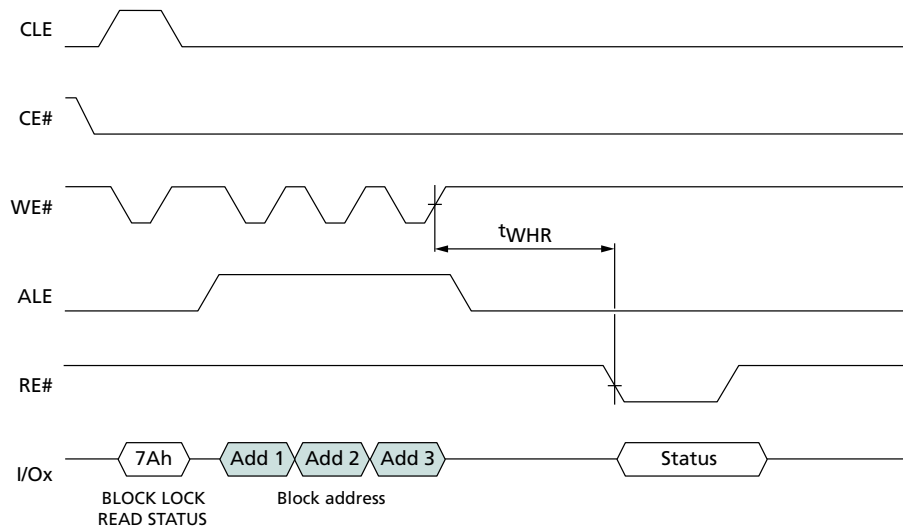 CLE
CE#
WE#
tWHR
ALE
RE#
I/Ox
7Ah
Add 1
Add 2
Add 3
Status
BLOCK LOCK
READ STATUS
Block address